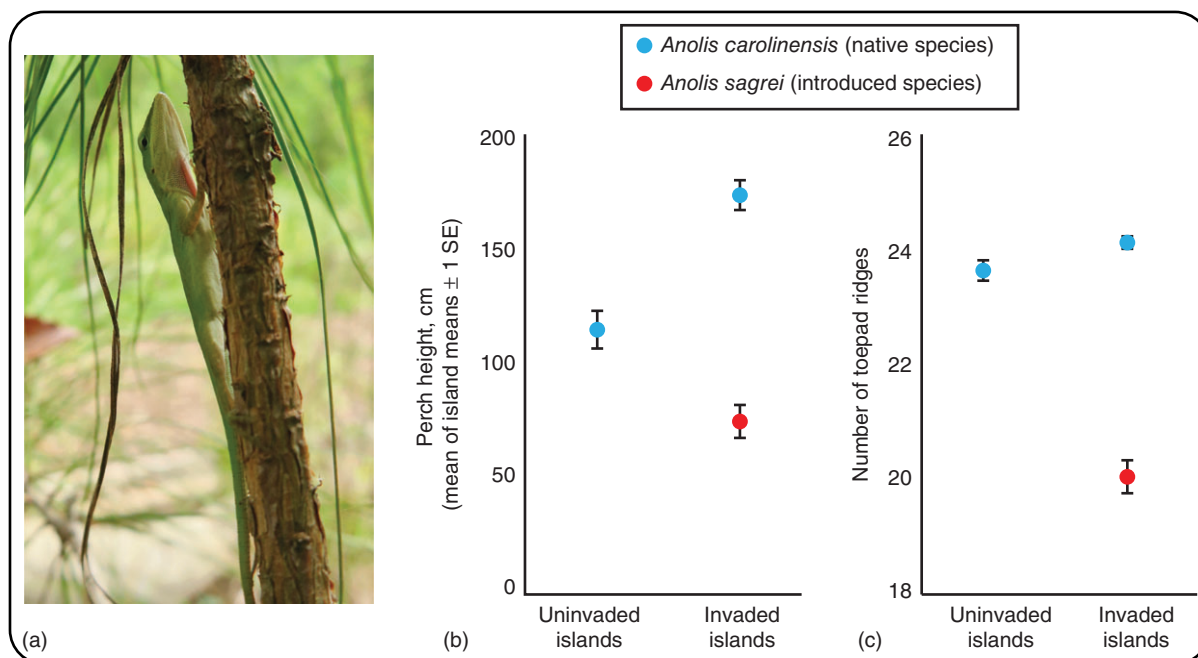 Anolis carolinensis (native species)
Anolis sagrei (introduced species)
(a)
Perch height, cm
(mean of island means ± 1 SE)
200
150
100
50
0
Uninvaded
islands
Invaded
islands
(b)
Number of toepad ridges
26
24
22
20
18
Uninvaded
islands
Invaded
islands
(c)